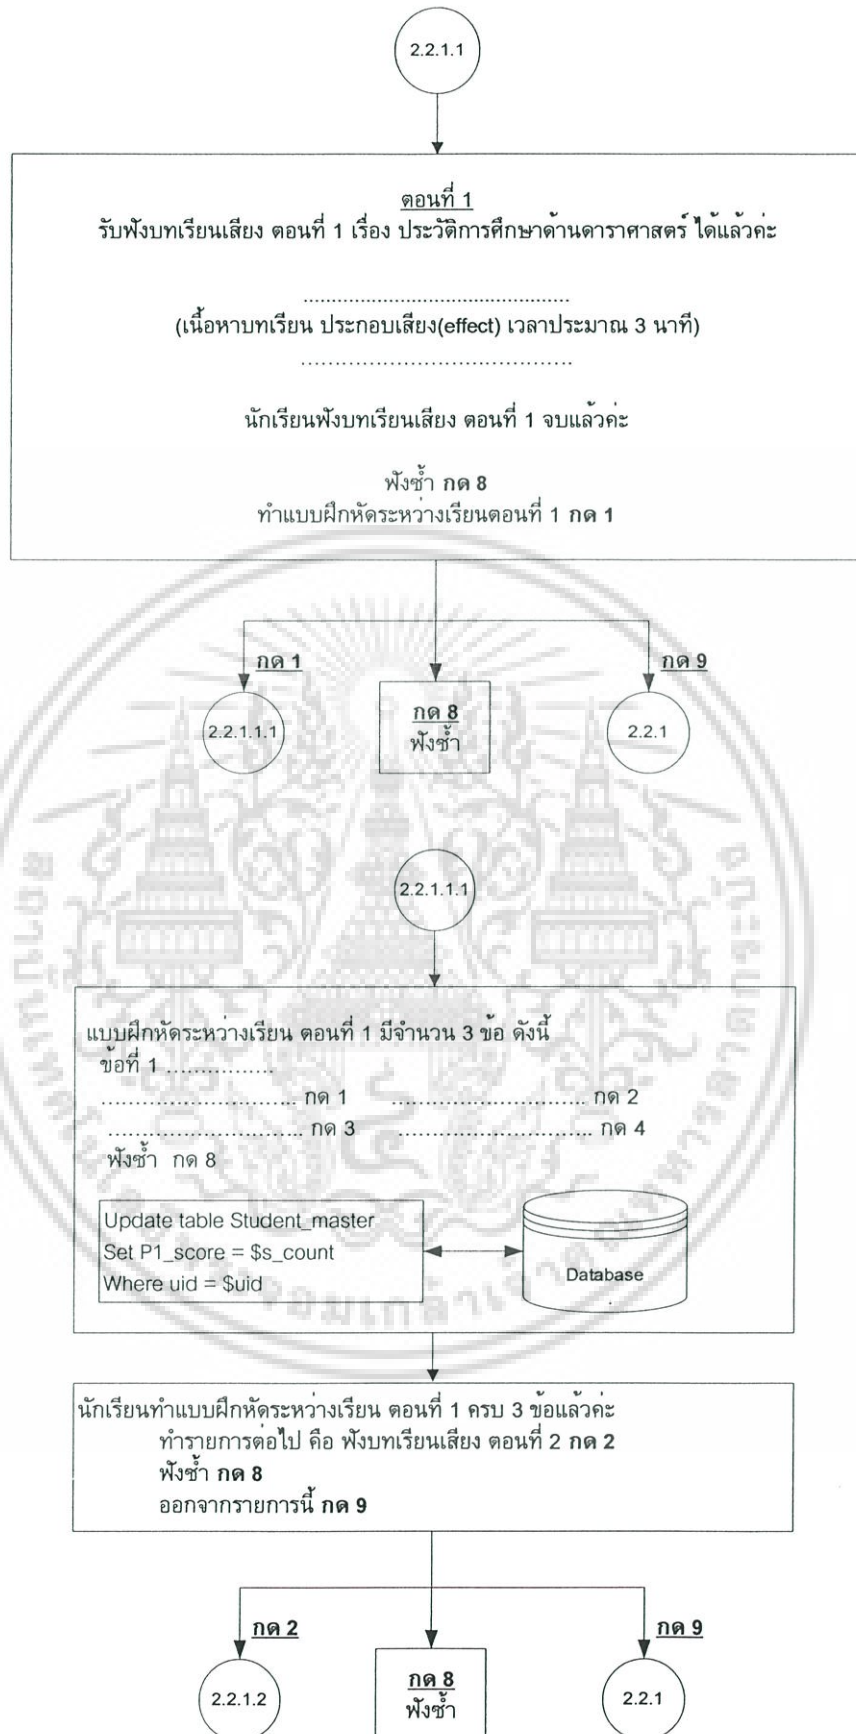 2.2.1.1
ตอนที่ 1
รับฟังบทเรียนเสียง ตอนที่ 1 เรื่อง ประวัติการศึกษาด้านดาราศาสตร์ ได้แล้วค่ะ
................................................
(เนื้อหาบทเรียน ประกอบเสียง(effect) เวลาประมาณ 3 นาที)
......................................
นักเรียนฟังบทเรียนเสียง ตอนที่ 1 จบแล้วค่ะ
ฟังซ้ำ กด 8
ทำแบบฝึกหัดระหว่างเรียนตอนที่ 1 กด 1
กด 1
กด 9
2.2.1.1.1
กด 8
ฟังซ้ำ
2.2.1
2.2.1.1.1
แบบฝึกหัดระหว่างเรียน ตอนที่ 1 มีจำนวน 3 ข้อ ดังนี้
ข้อที่ 1 ................
............................ กด 1 ............................ กด 2
............................ กด 3 ............................ กด 4
ฟังซ้ำ กด 8
Update table Student_master
Set P1_score = $s_count
Where uid = $uid
Database
นักเรียนทำแบบฝึกหัดระหว่างเรียน ตอนที่ 1 ครบ 3 ข้อแล้วค่ะ
ทำรายการต่อไป คือ ฟังบทเรียนเสียง ตอนที่ 2 กด 2
ฟังซ้ำ กด 8
ออกจากรายการนี้ กด 9
กด 2
กด 9
2.2.1.2
กด 8
ฟังซ้ำ
2.2.1